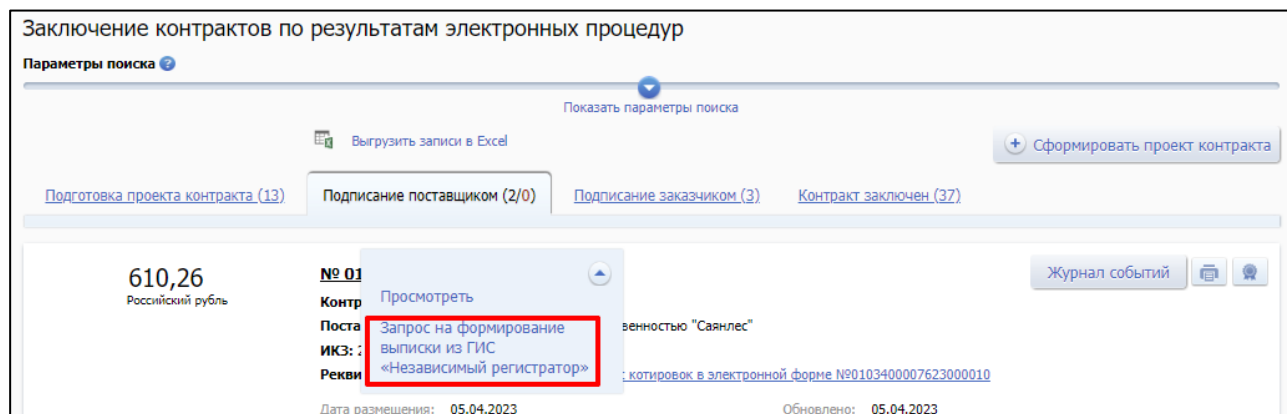 Заключение контрактов по результатам электронных процедур
Параметры поиска
Показать параметры поиска
Выгрузить записи в Excel
Сформировать проект контракта
Подготовка проекта контракта (13) Подписание поставщиком (2/0) Подписание заказчиком (3) Контракт заключен (37)
610,26
Российский рубль
№ 01
Журнал событий
Просмотреть
Контр
Запрос на формирование
Поста
венностью "Саянлес"
выписки из ГИС
ИКЗ: 2
«Независимый регистратор»
Рекви
котировок в электронной форме №0103400007623000010
Дата размещения: 05.04.2023 Обновлено: 05.04.2023